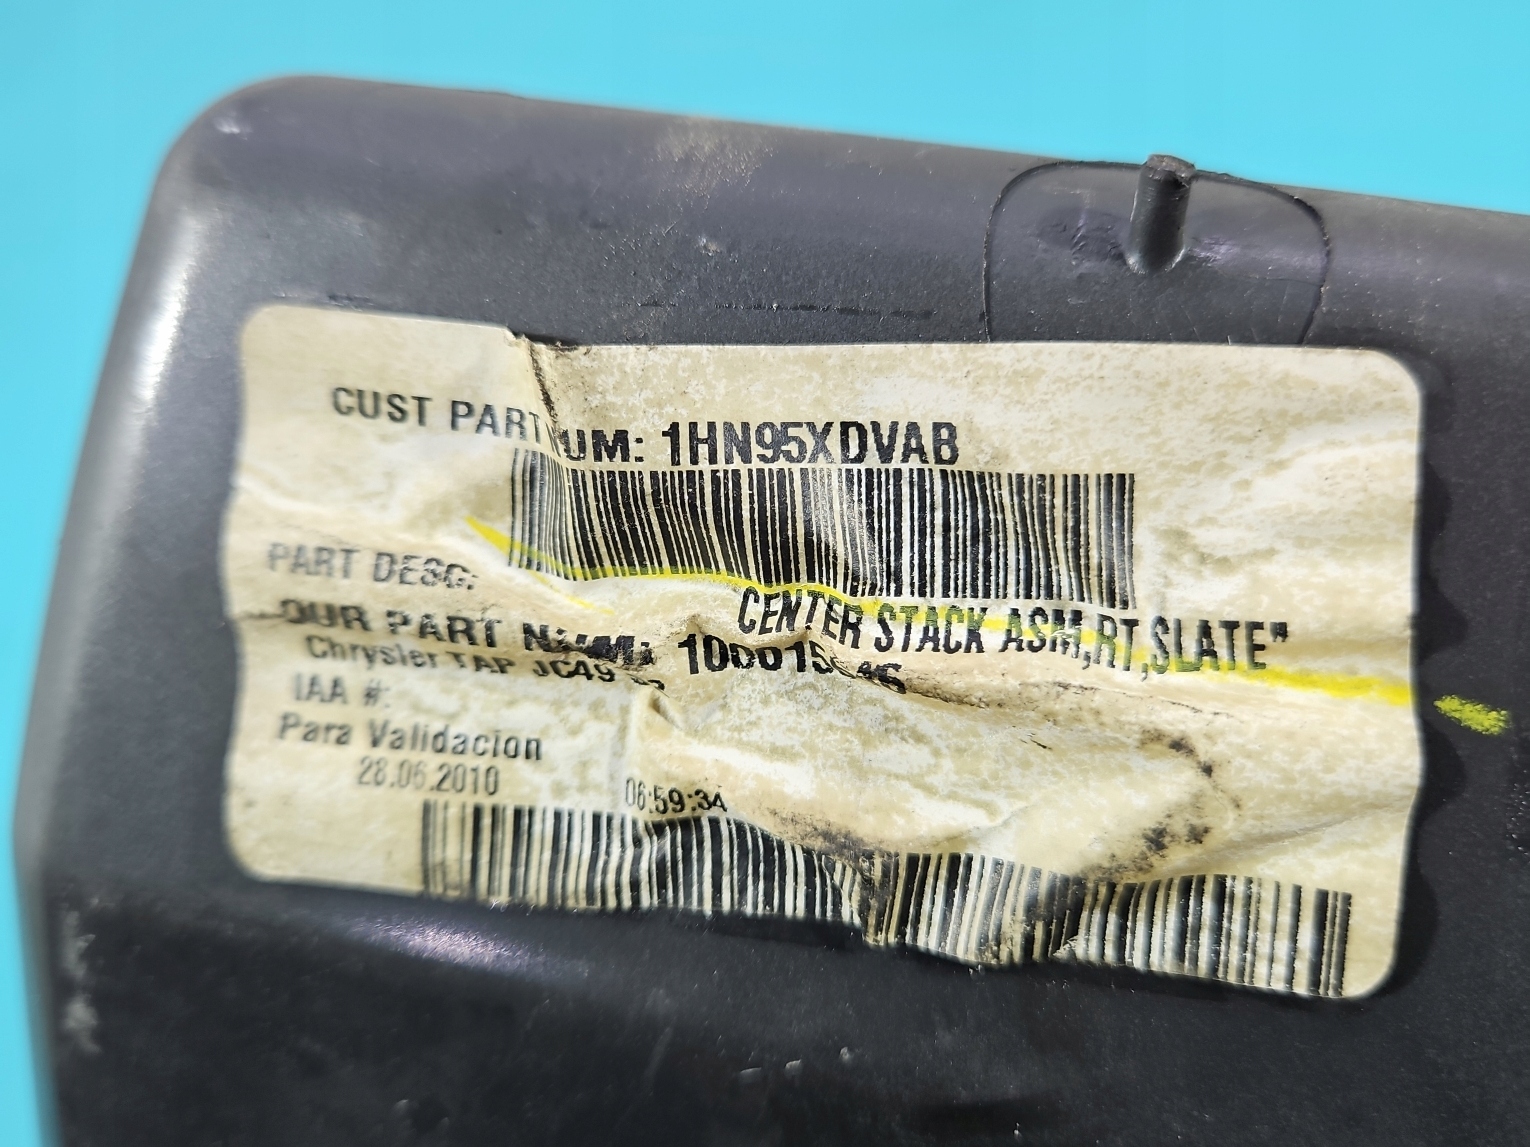 CUST PART NUM: 1HN95XDVAB
PART DESC:
CENTER STACK ASM,RT,SLATE"
OUR PART NUM:
Chrysler TAP
IAA #:
Para Validacion
28.06.2010 06:59:34